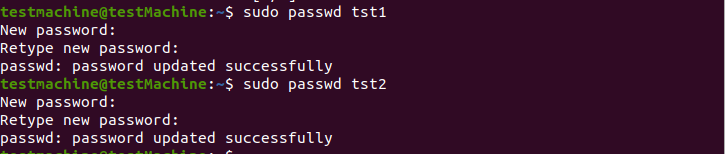 testmachine@testMachine:~$ sudo passwd tst1
New password:
Retype new password:
passwd: password updated successfully
testmachine@testMachine:~$ sudo passwd tst2
New password:
Retype new password:
passwd: password updated successfully